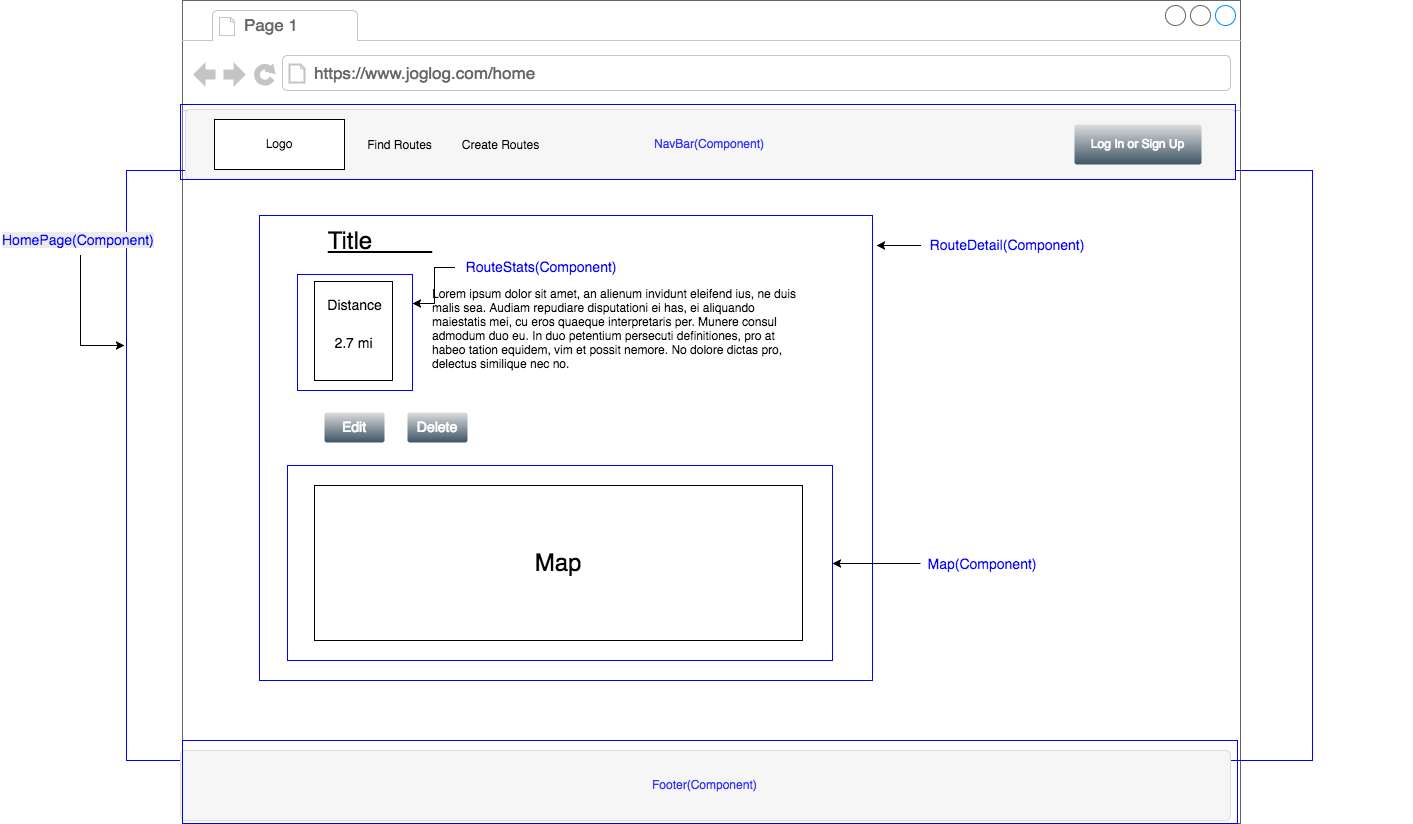 Page 1
https://www.joglog.com/home
Logo
Find Routes
Create Routes
NavBar(Component)
Log In or Sign Up
HomePage(Component)
Title
RouteDetail(Component)
RouteStats(Component)
Distance
2.7 mi
Lorem ipsum dolor sit amet, an alienum invidunt eleifend ius, ne duis
malis sea. Audiam repudiare disputationi ei has, ei aliquando
maiestatis mei, cu eros quaeque interpretaris per. Munere consul
admodum duo eu. In duo petentium persecuti definitiones, pro at
habeo tation equidem, vim et possit nemore. No dolore dictas pro,
delectus similique nec no.
Edit
Delete
Map
Map(Component)
Footer(Component)